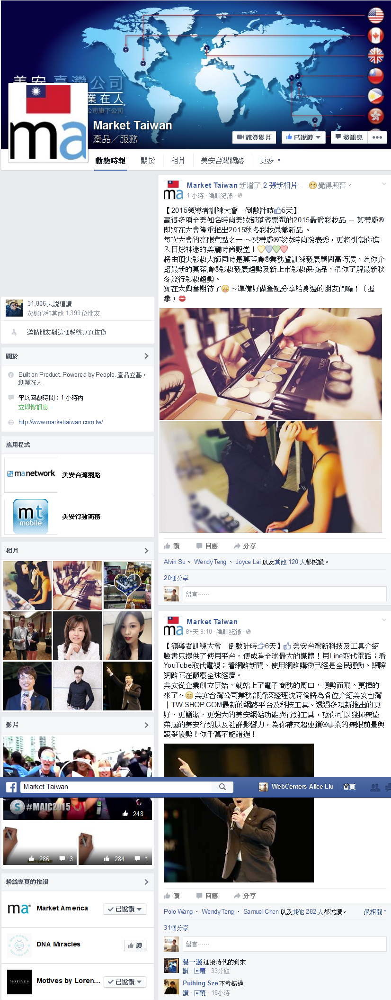 美安 臺灣公司
業在人
公司旗下公司
ma
Market Taiwan
產品／服務
觀賞影片
已說讚
發訊息
動態時報
關於
相片
美安台灣網路
更多
31,806 人說這讚
黃鉫偉和其他 1,399 位朋友
邀請朋友對這個粉絲專頁按讚
關於
Built on Product. Powered by People. 產品立基，
創業在人
平均回覆時間：1 小時內
立即傳訊息
http://www.markettaiwan.com.tw/
應用程式
manetwork
美安台灣網路
mt
mobile
美安行動商務
相片
影片
#MAIC2015
248
286
3
284
1
粉絲專頁的按讚
ma
Market America
已說讚
DNA Miracles
讚
MOTIVES
Motives by Loren...
已說讚
ma
Market Taiwan 新增了 2 張新相片 — 覺得興奮。
1 小時 · 編輯紀錄 ·
【2015領導者訓練大會　倒數計時5天】
贏得多項全美知名時尚美妝部落客票選的2015最愛彩妝品 － 莫蒂膚®
即將在大會隆重推出2015秋冬彩妝保養新品 。
每次大會的亮眼焦點之一 ～莫蒂膚®彩妝時尚發表秀，更將引領你進
入目炫神迷的美麗時尚殿堂！
將由頂尖彩妝大師同時是莫蒂膚®業務暨訓練發展顧問高巧凌，為你介
紹最新的莫蒂膚®彩妝發展趨勢及新上市彩妝保養品，帶你了解最新秋
冬流行彩妝趨勢。
實在太興奮期待了 ～準備好做筆記分享給身邊的朋友們囉！（握
拳）
讚
回應
分享
Alvin Su、 Wendy Teng 、 Joyce Lai 以及其他 120 人都說讚。
20個分享
留言……
ma
Market Taiwan
昨天 9:10 · 編輯紀錄 ·
【領導者訓練大會　倒數計時6天】 美安台灣新科技及工具介紹
臉書只提供了使用平台，便成為全球最大的媒體！用Line取代電話；看
YouTube取代電視；看網路新聞、使用網路購物已經是全民運動。網際
網路正在顛覆全球經濟。
美安從企業創立伊始，就站上了電子商務的風口，順勢而飛。更棒的
來了～ 美安台灣公司業務部資深經理沈育倫將為各位介紹美安台灣
｜TW.SHOP.COM最新的網路平台及科技工具。透過多項新推出的更
好、更簡潔、更強大的美安網站功能與行銷工具，讓你可以發揮無遠
弗屆的美安行銷以及社群影響力，為你帶來超連鎖®事業的無限前景與
競爭優勢！你千萬不能錯過！
Market Taiwan
WebCenters Alice Liu
首頁
讚
回應
分享
Polo Wang 、 Wendy Teng 、 Samuel Chen 以及其他 282 人都說讚。
最相關
31個分享
留言……
蔡一源 迎接時代的到來
讚 · 回覆 · 33分鐘
Puihing Sze 不會錯過
讚 · 回覆 · 18小時